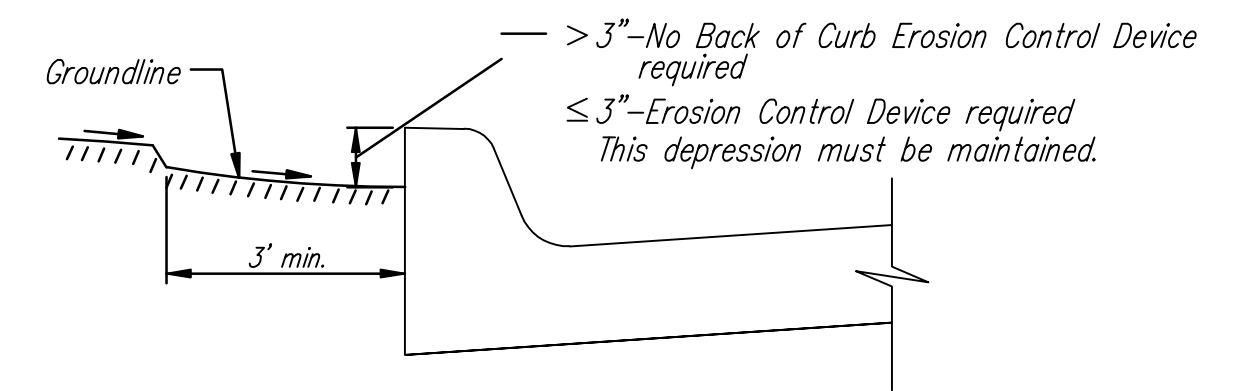 > 3"–No Back of Curb Erosion Control Device
required
Groundline
≤ 3"–Erosion Control Device required
This depression must be maintained.
3' min.